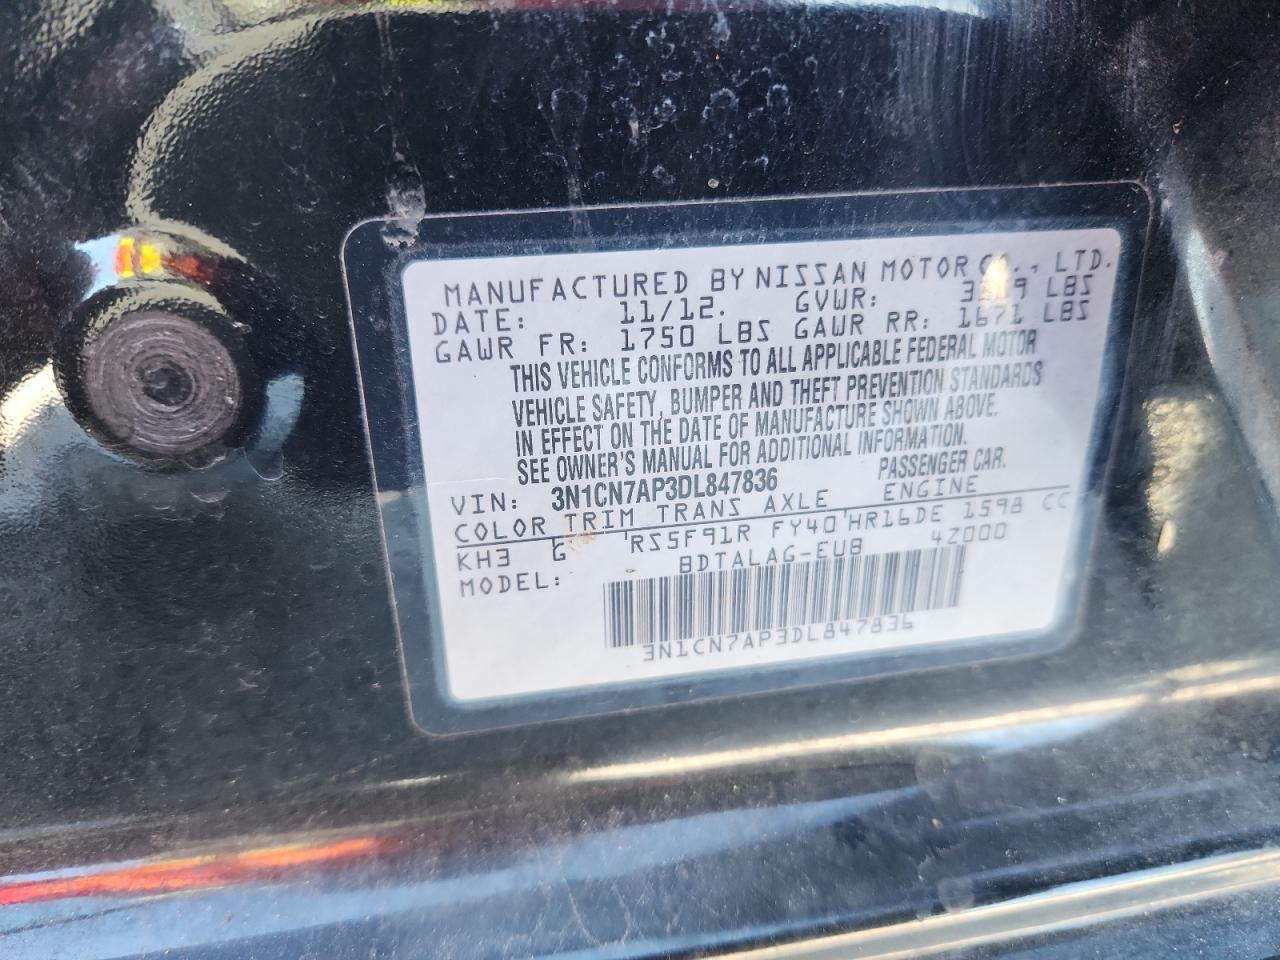 MANUFACTURED BY NISSAN MOTOR CO., LTD.
DATE: 11/12. GVWR: LBS
GAWR FR: 1750 LBS GAWR RR: 1671 LBS
THIS VEHICLE CONFORMS TO ALL APPLICABLE FEDERAL MOTOR
VEHICLE SAFETY, BUMPER AND THEFT PREVENTION STANDARDS
IN EFFECT ON THE DATE OF MANUFACTURE SHOWN ABOVE.
SEE OWNER'S MANUAL FOR ADDITIONAL INFORMATION.
VIN: 3N1CN7AP3DL847836 PASSENGER CAR.
COLOR TRIM TRANS AXLE ENGINE
KH3 G RS5F91R FY40 HR16DE 1598 CC
MODEL: BDTALAG-EUB 4Z000
3N1CN7AP3DL847836